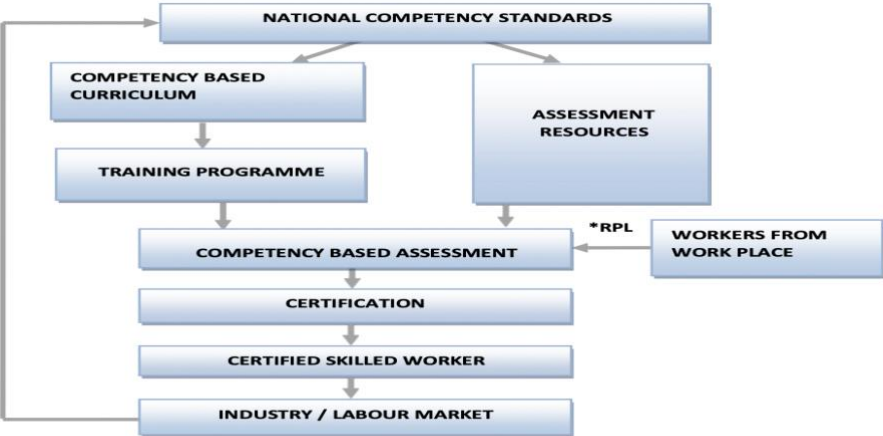 NATIONAL COMPETENCY STANDARDS
COMPETENCY BASED
CURRICULUM
ASSESSMENT
RESOURCES
TRAINING PROGRAMME
*RPL
WORKERS FROM
WORK PLACE
COMPETENCY BASED ASSESSMENT
CERTIFICATION
CERTIFIED SKILLED WORKER
INDUSTRY / LABOUR MARKET